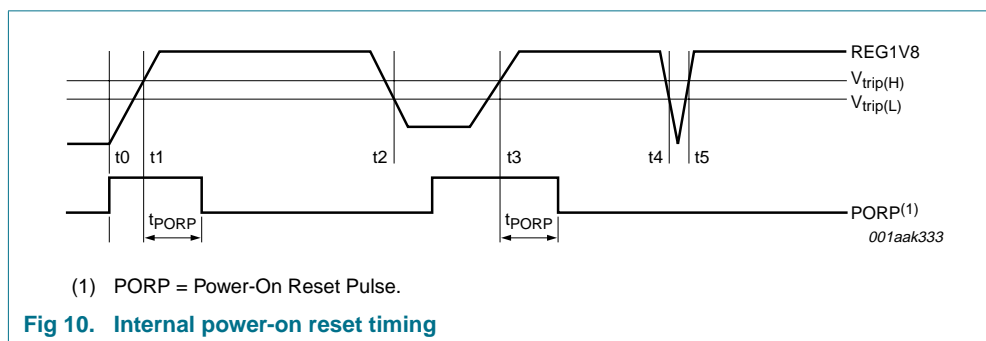 REG1V8
Vtrip(H)
Vtrip(L)
t0 t1 t2 t3 t4 t5
tPORP tPORP PORP(1)
001aak333
(1) PORP = Power-On Reset Pulse.
Fig 10. Internal power-on reset timing